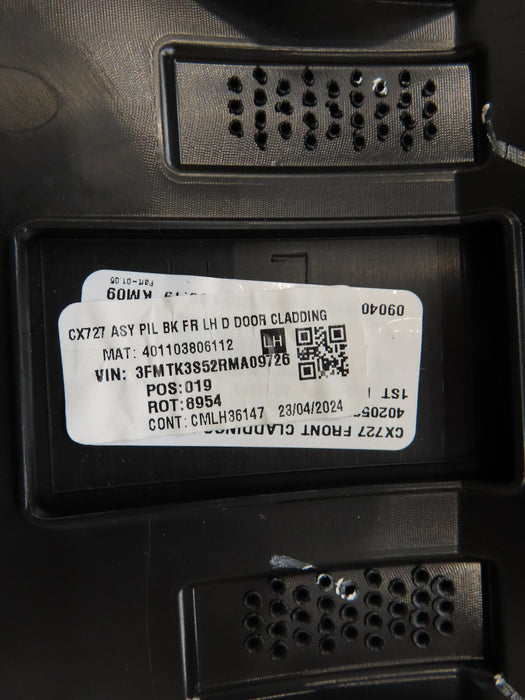 Part-01.05
KM09
09040
CX727 ASY PIL BK FR LH D DOOR CLADDING
MAT: 401103806112
LH
VIN: 3FMTK3S52RMA09726
POS:019
ROT:8954
CONT: CMLH36147 23/04/2024
1ST
CX727 FRONT CLADDING